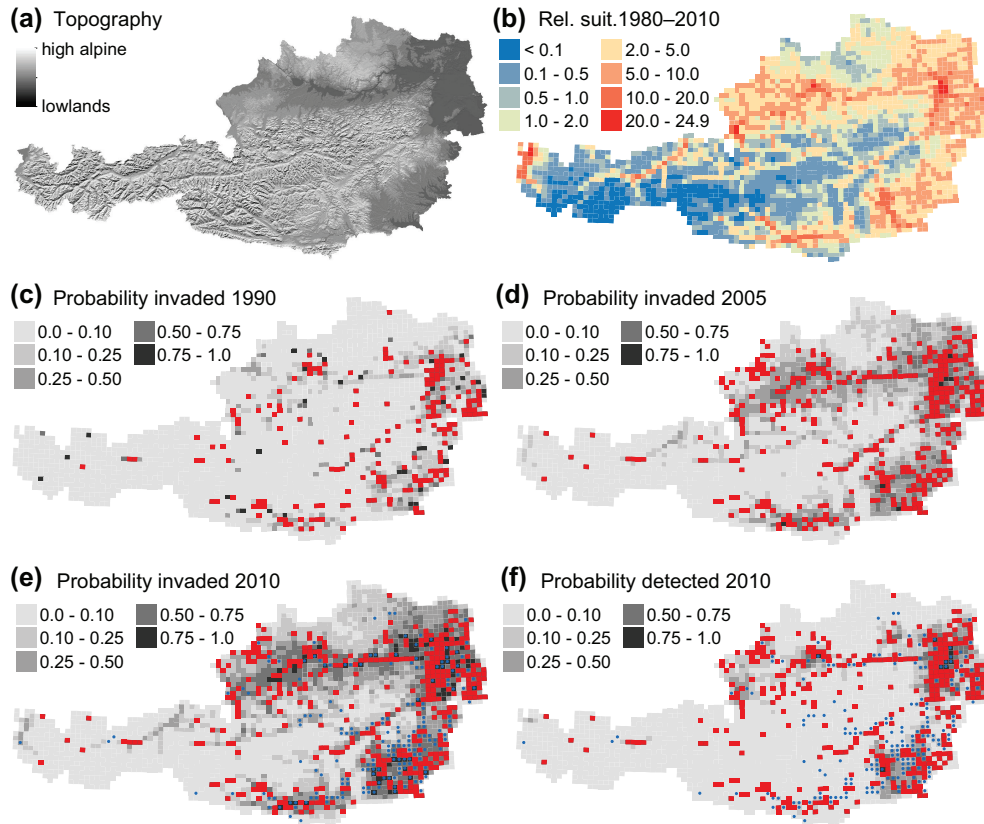 (a) Topography
high alpine
lowlands
(b) Rel. suit.1980–2010
< 0.1
0.1 - 0.5
0.5 - 1.0
1.0 - 2.0
2.0 - 5.0
5.0 - 10.0
10.0 - 20.0
20.0 - 24.9
(c) Probability invaded 1990
0.0 - 0.10
0.10 - 0.25
0.25 - 0.50
0.50 - 0.75
0.75 - 1.0
(d) Probability invaded 2005
0.0 - 0.10
0.10 - 0.25
0.25 - 0.50
0.50 - 0.75
0.75 - 1.0
(e) Probability invaded 2010
0.0 - 0.10
0.10 - 0.25
0.25 - 0.50
0.50 - 0.75
0.75 - 1.0
(f) Probability detected 2010
0.0 - 0.10
0.10 - 0.25
0.25 - 0.50
0.50 - 0.75
0.75 - 1.0